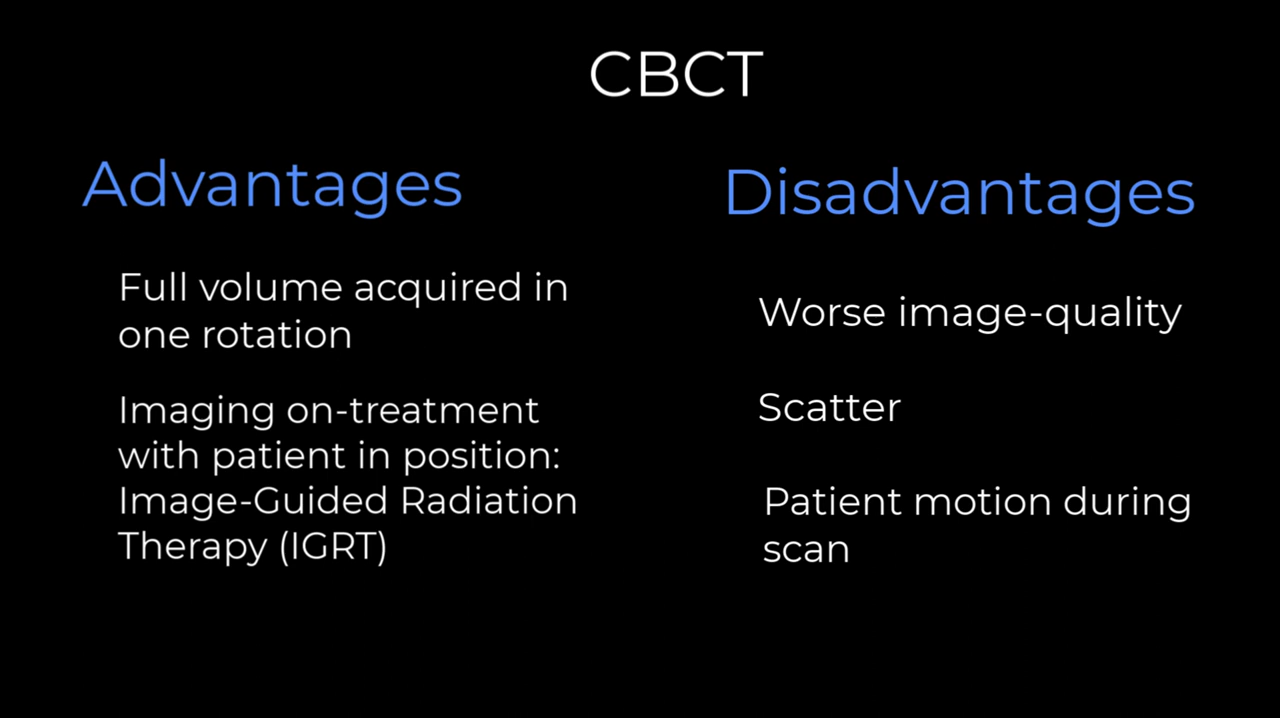 CBCT
Advantages
Full volume acquired in
one rotation
Imaging on-treatment
with patient in position:
Image-Guided Radiation
Therapy (IGRT)
Disadvantages
Worse image-quality
Scatter
Patient motion during
scan